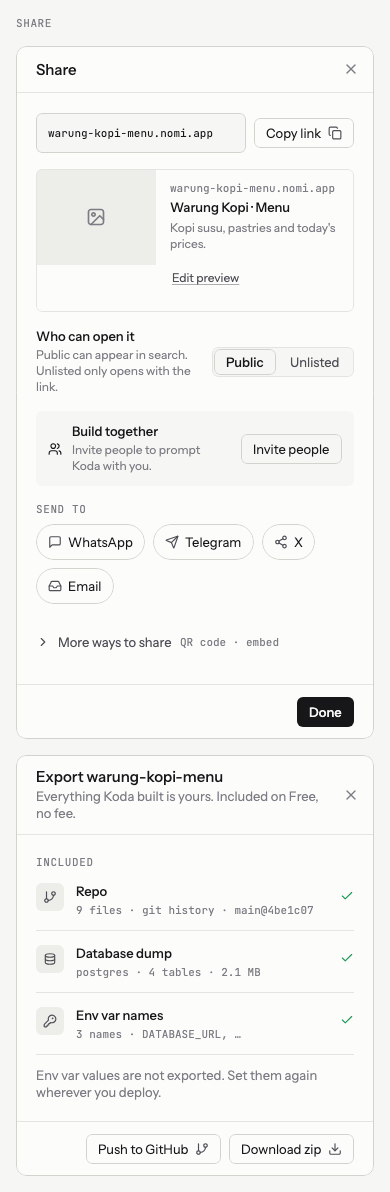 SHARE
Share
warung-kopi-menu.nomi.app
Copy link
warung-kopi-menu.nomi.app
Warung Kopi · Menu
Kopi susu, pastries and today's
prices.
Edit preview
Who can open it
Public can appear in search.
Unlisted only opens with the
link.
Public
Unlisted
Build together
Invite people to prompt
Koda with you.
Invite people
SEND TO
WhatsApp
Telegram
X
Email
More ways to share QR code · embed
Done
Export warung-kopi-menu
Everything Koda built is yours. Included on Free,
no fee.
INCLUDED
Repo
9 files · git history · main@4be1c07
Database dump
postgres · 4 tables · 2.1 MB
Env var names
3 names · DATABASE_URL, …
Env var values are not exported. Set them again
wherever you deploy.
Push to GitHub
Download zip